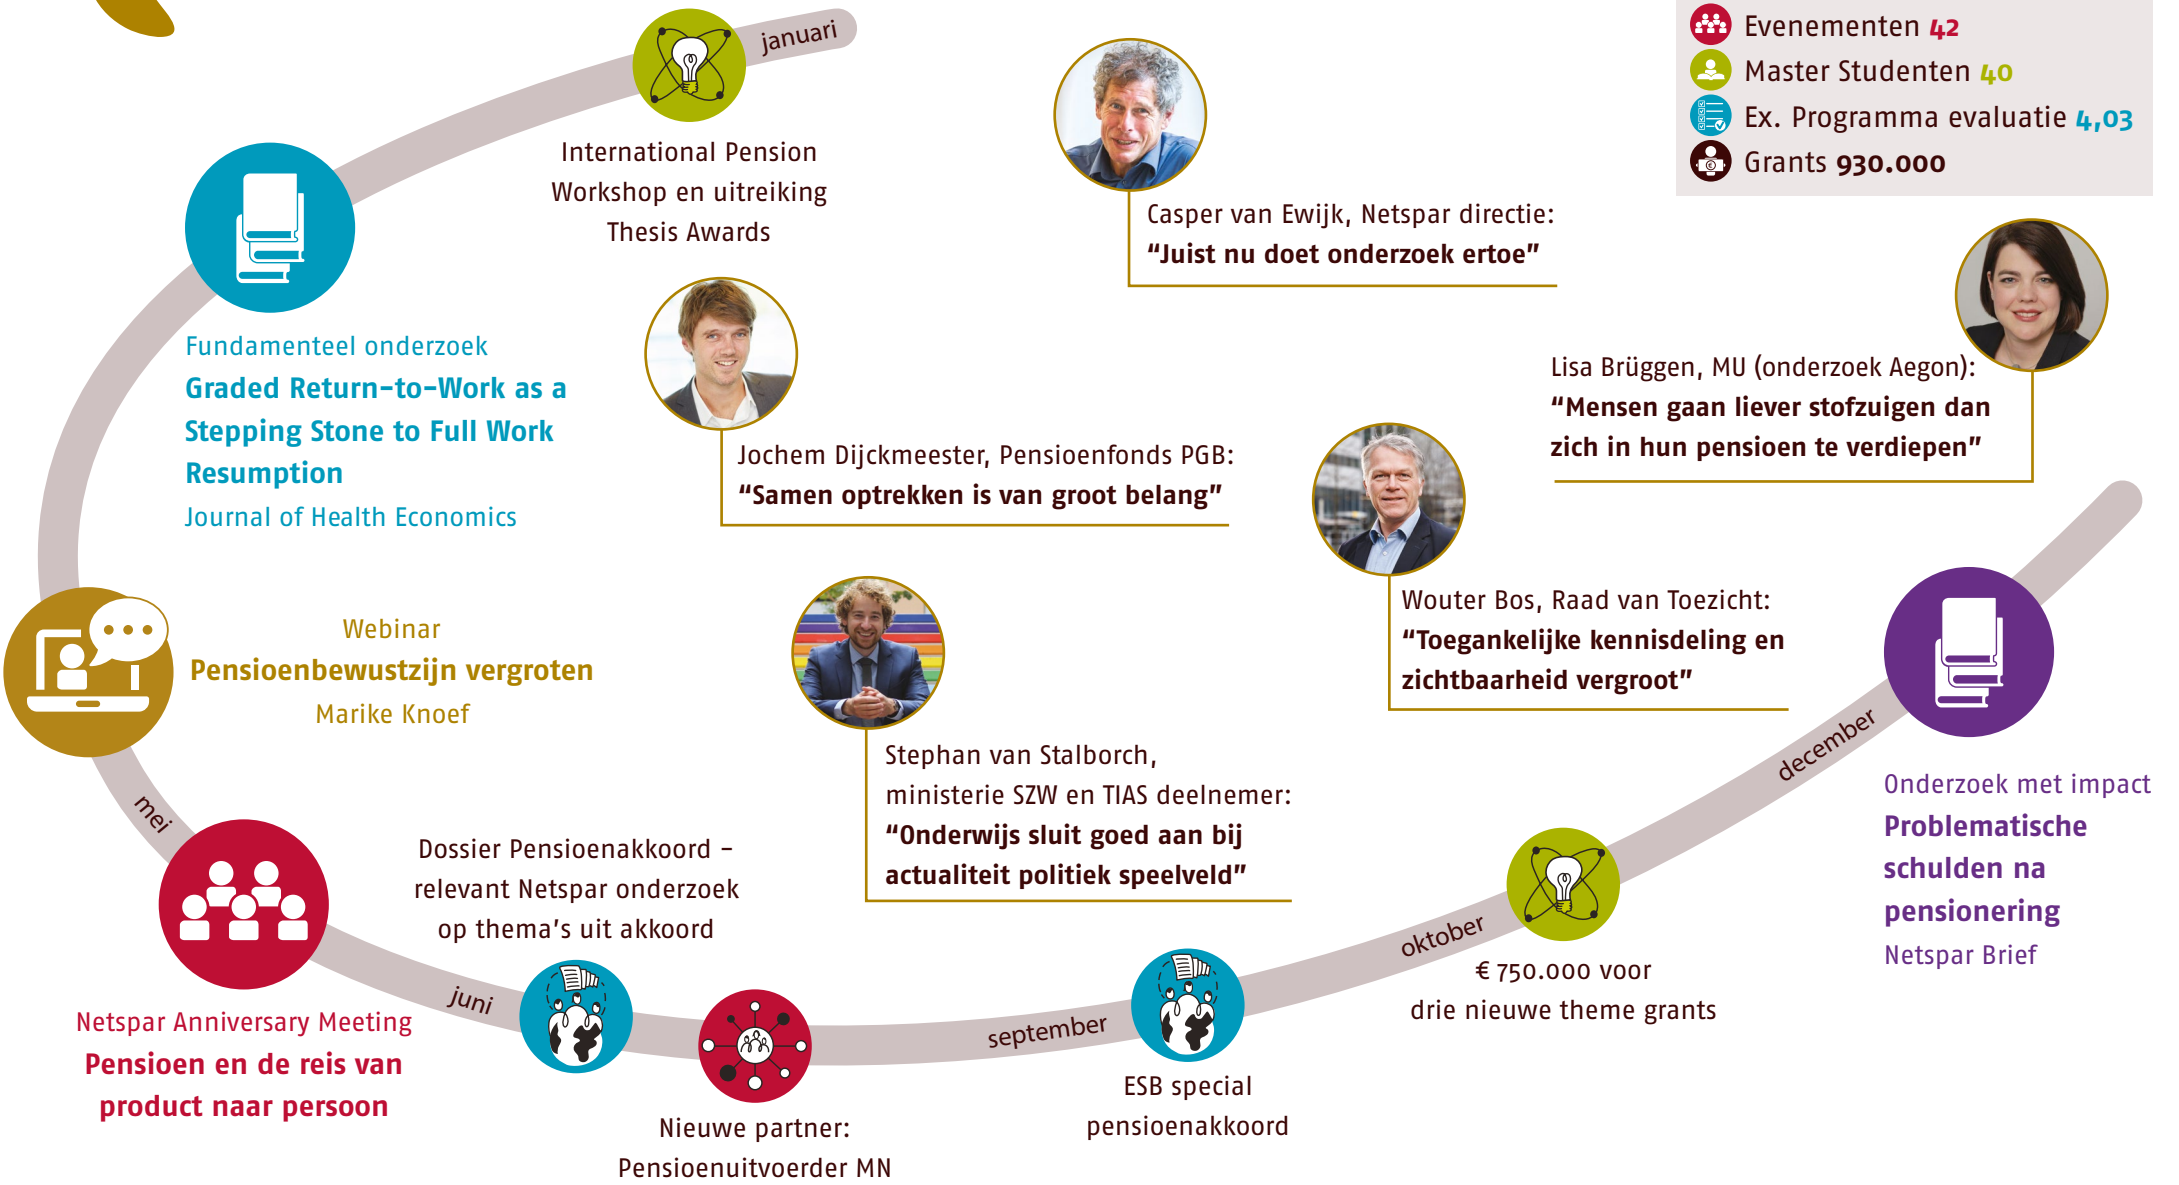 januari
International Pension
Workshop en uitreiking
Thesis Awards
Evenementen 42
Master Studenten 40
Ex. Programma evaluatie 4,03
Grants 930.000
Casper van Ewijk, Netspar directie:
“Juist nu doet onderzoek ertoe”
Fundamenteel onderzoek
Graded Return-to-Work as a
Stepping Stone to Full Work
Resumption
Journal of Health Economics
Jochem Dijckmeester, Pensioenfonds PGB:
“Samen optrekken is van groot belang”
Lisa Brüggen, MU (onderzoek Aegon):
“Mensen gaan liever stofzuigen dan
zich in hun pensioen te verdiepen”
Webinar
Pensioenbewustzijn vergroten
Marike Knoef
Wouter Bos, Raad van Toezicht:
“Toegankelijke kennisdeling en
zichtbaarheid vergroot”
Stephan van Stalborch,
ministerie SZW en TIAS deelnemer:
“Onderwijs sluit goed aan bij
actualiteit politiek speelveld”
mei
Netspar Anniversary Meeting
Pensioen en de reis van
product naar persoon
juni
Dossier Pensioenakkoord –
relevant Netspar onderzoek
op thema's uit akkoord
Nieuwe partner:
Pensioenuitvoerder MN
september
ESB special
pensioenakkoord
oktober
€ 750.000 voor
drie nieuwe theme grants
december
Onderzoek met impact
Problematische
schulden na
pensionering
Netspar Brief